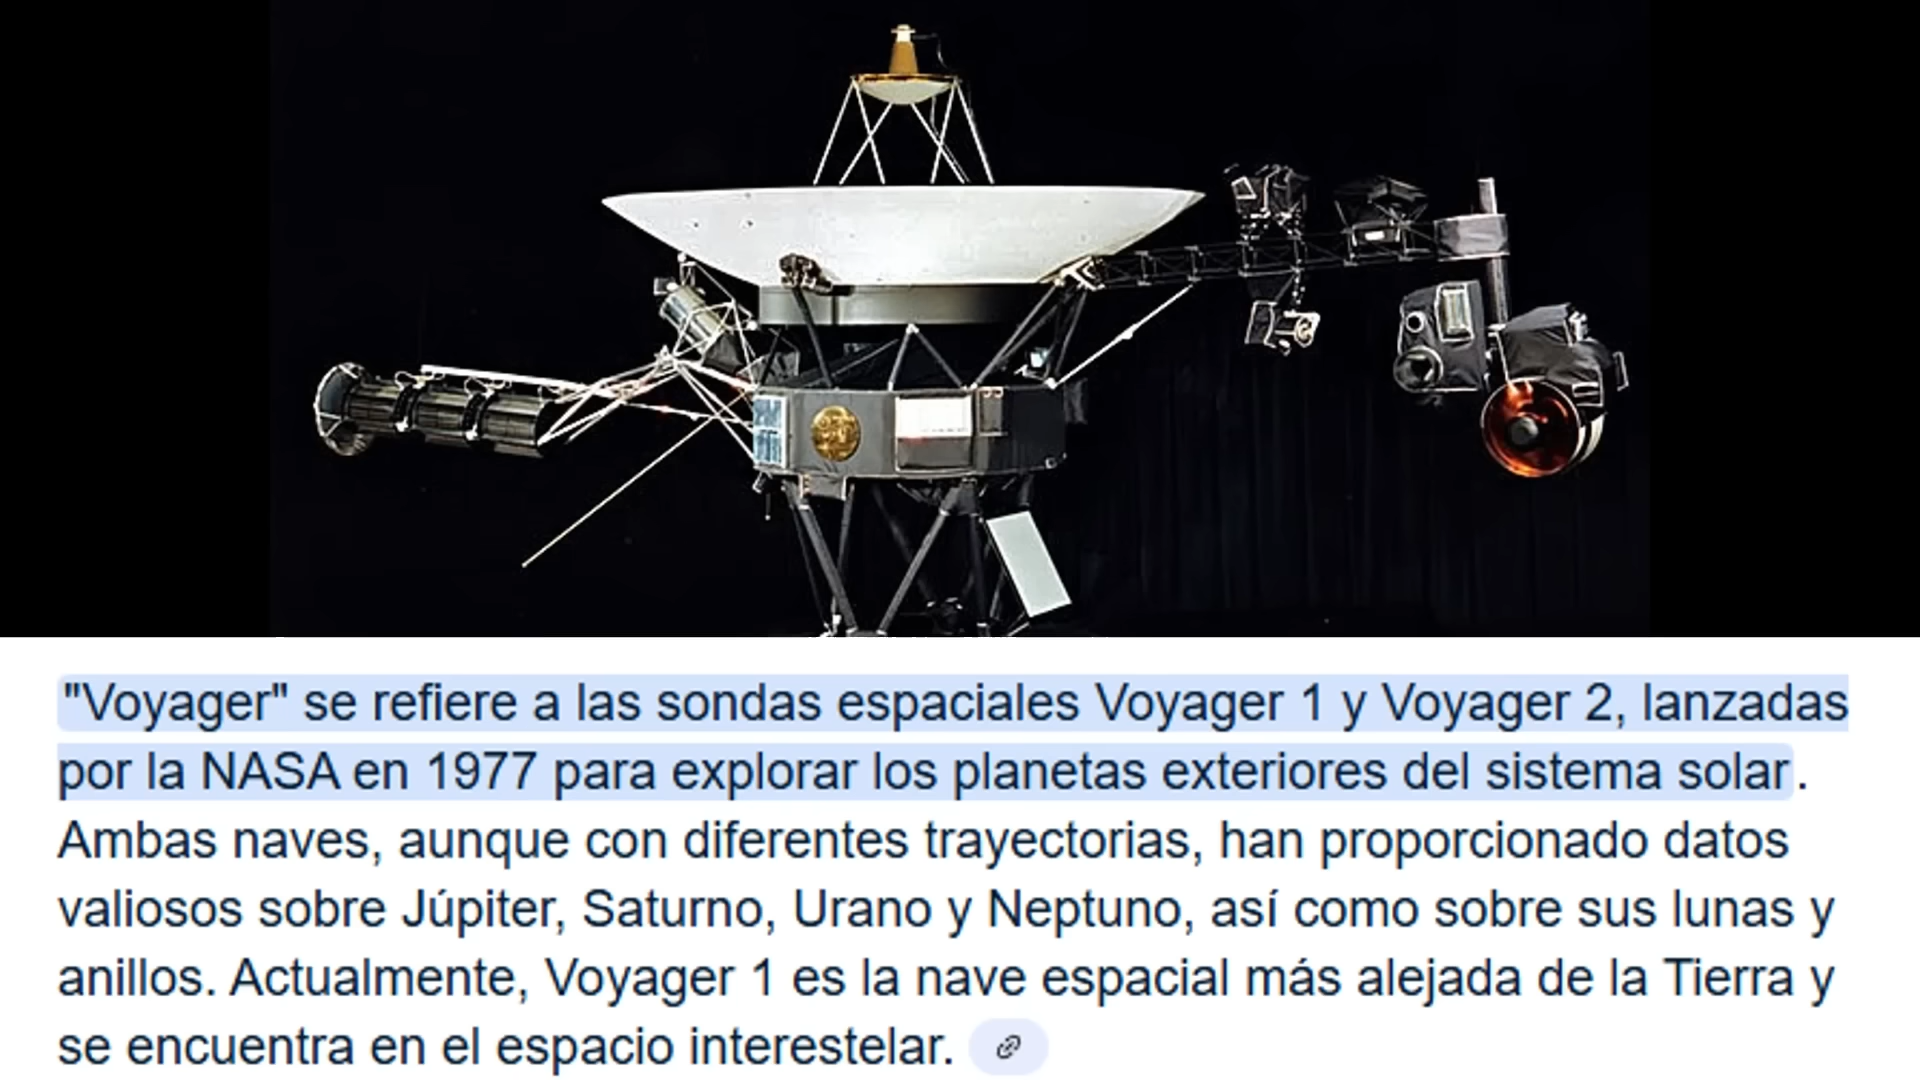 "Voyager" se refiere a las sondas espaciales Voyager 1 y Voyager 2, lanzadas
por la NASA en 1977 para explorar los planetas exteriores del sistema solar.
Ambas naves, aunque con diferentes trayectorias, han proporcionado datos
valiosos sobre Júpiter, Saturno, Urano y Neptuno, así como sobre sus lunas y
anillos. Actualmente, Voyager 1 es la nave espacial más alejada de la Tierra y
se encuentra en el espacio interestelar.